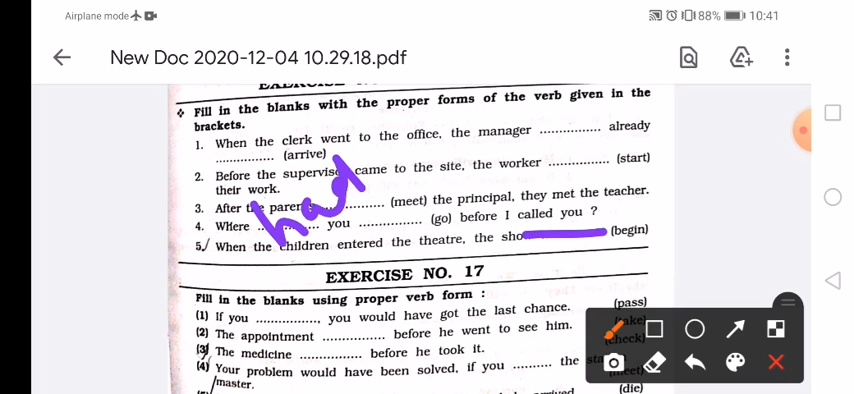 Airplane mode 88% 10:41
New Doc 2020-12-04 10.29.18.pdf
❖ Fill in the blanks with the proper forms of the verb given in the
brackets.
1. When the clerk went to the office, the manager ............... already
............... (arrive)
2. Before the supervisor came to the site, the worker ............... (start)
their work.
3. After the parents ............... (meet) the principal, they met the teacher.
had
4. Where ............... you ............... (go) before I called you ?
5. When the children entered the theatre, the sho (begin)
EXERCISE NO. 17
Fill in the blanks using proper verb form :
(1) If you ..............., you would have got the last chance. (pass)
(2) The appointment ............... before he went to see him. (take)
(3) The medicine ............... before he took it. (check)
(4) Your problem would have been solved, if you .......... the
master.
(die)